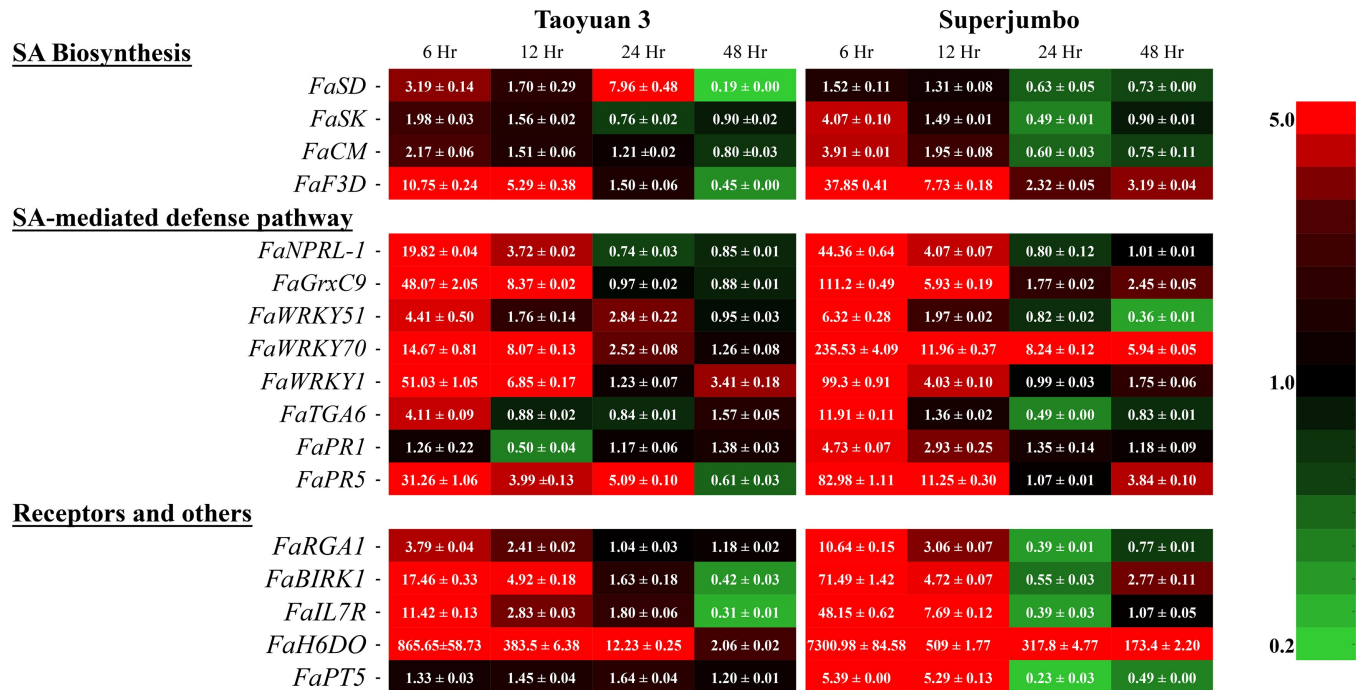 Taoyuan 3 Superjumbo
SA Biosynthesis 6 Hr 12 Hr 24 Hr 48 Hr 6 Hr 12 Hr 24 Hr 48 Hr
FaSD - 3.19 ± 0.14 1.70 ± 0.29 7.96 ± 0.48 0.19 ± 0.00 1.52 ± 0.11 1.31 ± 0.08 0.63 ± 0.05 0.73 ± 0.00
FaSK - 1.98 ± 0.03 1.56 ± 0.02 0.76 ± 0.02 0.90 ±0.02 4.07 ± 0.10 1.49 ± 0.01 0.49 ± 0.01 0.90 ± 0.01
5.0
FaCM - 2.17 ± 0.06 1.51 ± 0.06 1.21 ±0.02 0.80 ±0.03 3.91 ± 0.01 1.95 ± 0.08 0.60 ± 0.03 0.75 ± 0.11
FaF3D - 10.75 ± 0.24 5.29 ± 0.38 1.50 ± 0.06 0.45 ± 0.00 37.85 0.41 7.73 ± 0.18 2.32 ± 0.05 3.19 ± 0.04
SA-mediated defense pathway
FaNPRL-1 - 19.82 ± 0.04 3.72 ± 0.02 0.74 ± 0.03 0.85 ± 0.01 44.36 ± 0.64 4.07 ± 0.07 0.80 ± 0.12 1.01 ± 0.01
FaGrxC9 - 48.07 ± 2.05 8.37 ± 0.02 0.97 ± 0.02 0.88 ± 0.01 111.2 ± 0.49 5.93 ± 0.19 1.77 ± 0.02 2.45 ± 0.05
FaWRKY51 - 4.41 ± 0.50 1.76 ± 0.14 2.84 ± 0.22 0.95 ± 0.03 6.32 ± 0.28 1.97 ± 0.02 0.82 ± 0.02 0.36 ± 0.01
FaWRKY70 - 14.67 ± 0.81 8.07 ± 0.13 2.52 ± 0.08 1.26 ± 0.08 235.53 ± 4.09 11.96 ± 0.37 8.24 ± 0.12 5.94 ± 0.05
FaWRKY1 - 51.03 ± 1.05 6.85 ± 0.17 1.23 ± 0.07 3.41 ± 0.18 99.3 ± 0.91 4.03 ± 0.10 0.99 ± 0.03 1.75 ± 0.06
1.0
FaTGA6 - 4.11 ± 0.09 0.88 ± 0.02 0.84 ± 0.01 1.57 ± 0.05 11.91 ± 0.11 1.36 ± 0.02 0.49 ± 0.00 0.83 ± 0.01
FaPR1 - 1.26 ± 0.22 0.50 ± 0.04 1.17 ± 0.06 1.38 ± 0.03 4.73 ± 0.07 2.93 ± 0.25 1.35 ± 0.14 1.18 ± 0.09
FaPR5 - 31.26 ± 1.06 3.99 ±0.13 5.09 ± 0.10 0.61 ± 0.03 82.98 ± 1.11 11.25 ± 0.30 1.07 ± 0.01 3.84 ± 0.10
Receptors and others
FaRGA1 - 3.79 ± 0.04 2.41 ± 0.02 1.04 ± 0.03 1.18 ± 0.02 10.64 ± 0.15 3.06 ± 0.07 0.39 ± 0.01 0.77 ± 0.01
FaBIRK1 - 17.46 ± 0.33 4.92 ± 0.18 1.63 ± 0.18 0.42 ± 0.03 71.49 ± 1.42 4.72 ± 0.07 0.55 ± 0.03 2.77 ± 0.11
FaIL7R - 11.42 ± 0.13 2.83 ± 0.03 1.80 ± 0.06 0.31 ± 0.01 48.15 ± 0.62 7.69 ± 0.12 0.39 ± 0.03 1.07 ± 0.05
FaH6DO - 865.65±58.73 383.5 ± 6.38 12.23 ± 0.25 2.06 ± 0.02 7300.98 ± 84.58 509 ± 1.77 317.8 ± 4.77 173.4 ± 2.20
0.2
FaPT5 - 1.33 ± 0.03 1.45 ± 0.04 1.64 ± 0.04 1.20 ± 0.01 5.39 ± 0.00 5.29 ± 0.13 0.23 ± 0.03 0.49 ± 0.00